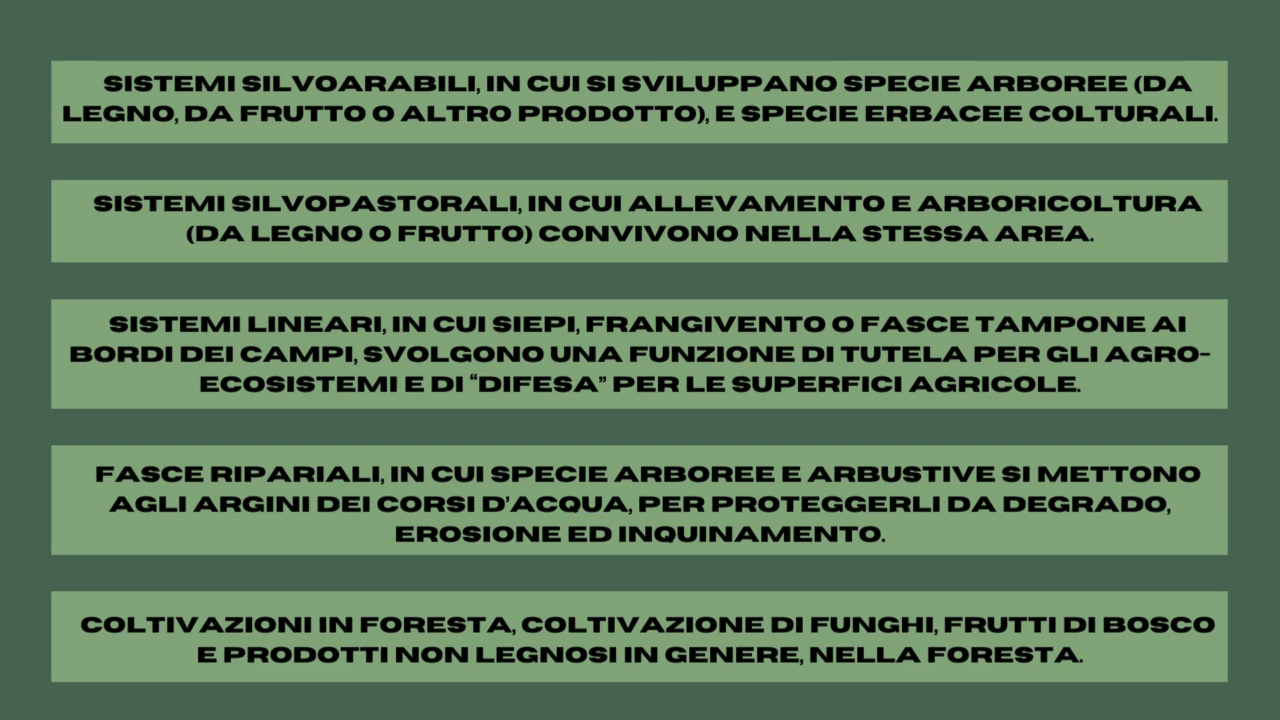 SISTEMI SILVOARABILI, IN CUI SI SVILUPPANO SPECIE ARBOREE (DA
LEGNO, DA FRUTTO O ALTRO PRODOTTO), E SPECIE ERBACEE COLTURALI.
SISTEMI SILVOPASTORALI, IN CUI ALLEVAMENTO E ARBORICOLTURA
(DA LEGNO O FRUTTO) CONVIVONO NELLA STESSA AREA.
SISTEMI LINEARI, IN CUI SIEPI, FRANGIVENTO O FASCE TAMPONE AI
BORDI DEI CAMPI, SVOLGONO UNA FUNZIONE DI TUTELA PER GLI AGRO-
ECOSISTEMI E DI “DIFESA” PER LE SUPERFICI AGRICOLE.
FASCE RIPARIALI, IN CUI SPECIE ARBOREE E ARBUSTIVE SI METTONO
AGLI ARGINI DEI CORSI D’ACQUA, PER PROTEGGERLI DA DEGRADO,
EROSIONE ED INQUINAMENTO.
COLTIVAZIONI IN FORESTA, COLTIVAZIONE DI FUNGHI, FRUTTI DI BOSCO
E PRODOTTI NON LEGNOSI IN GENERE, NELLA FORESTA.